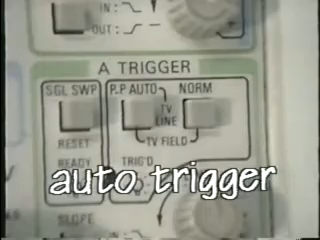 IN:
OUT:
A TRIGGER
SGL SWP P.P AUTO NORM
TV
LINE
TV FIELD
RESET
READY TRIG'D
auto trigger
SLOPE